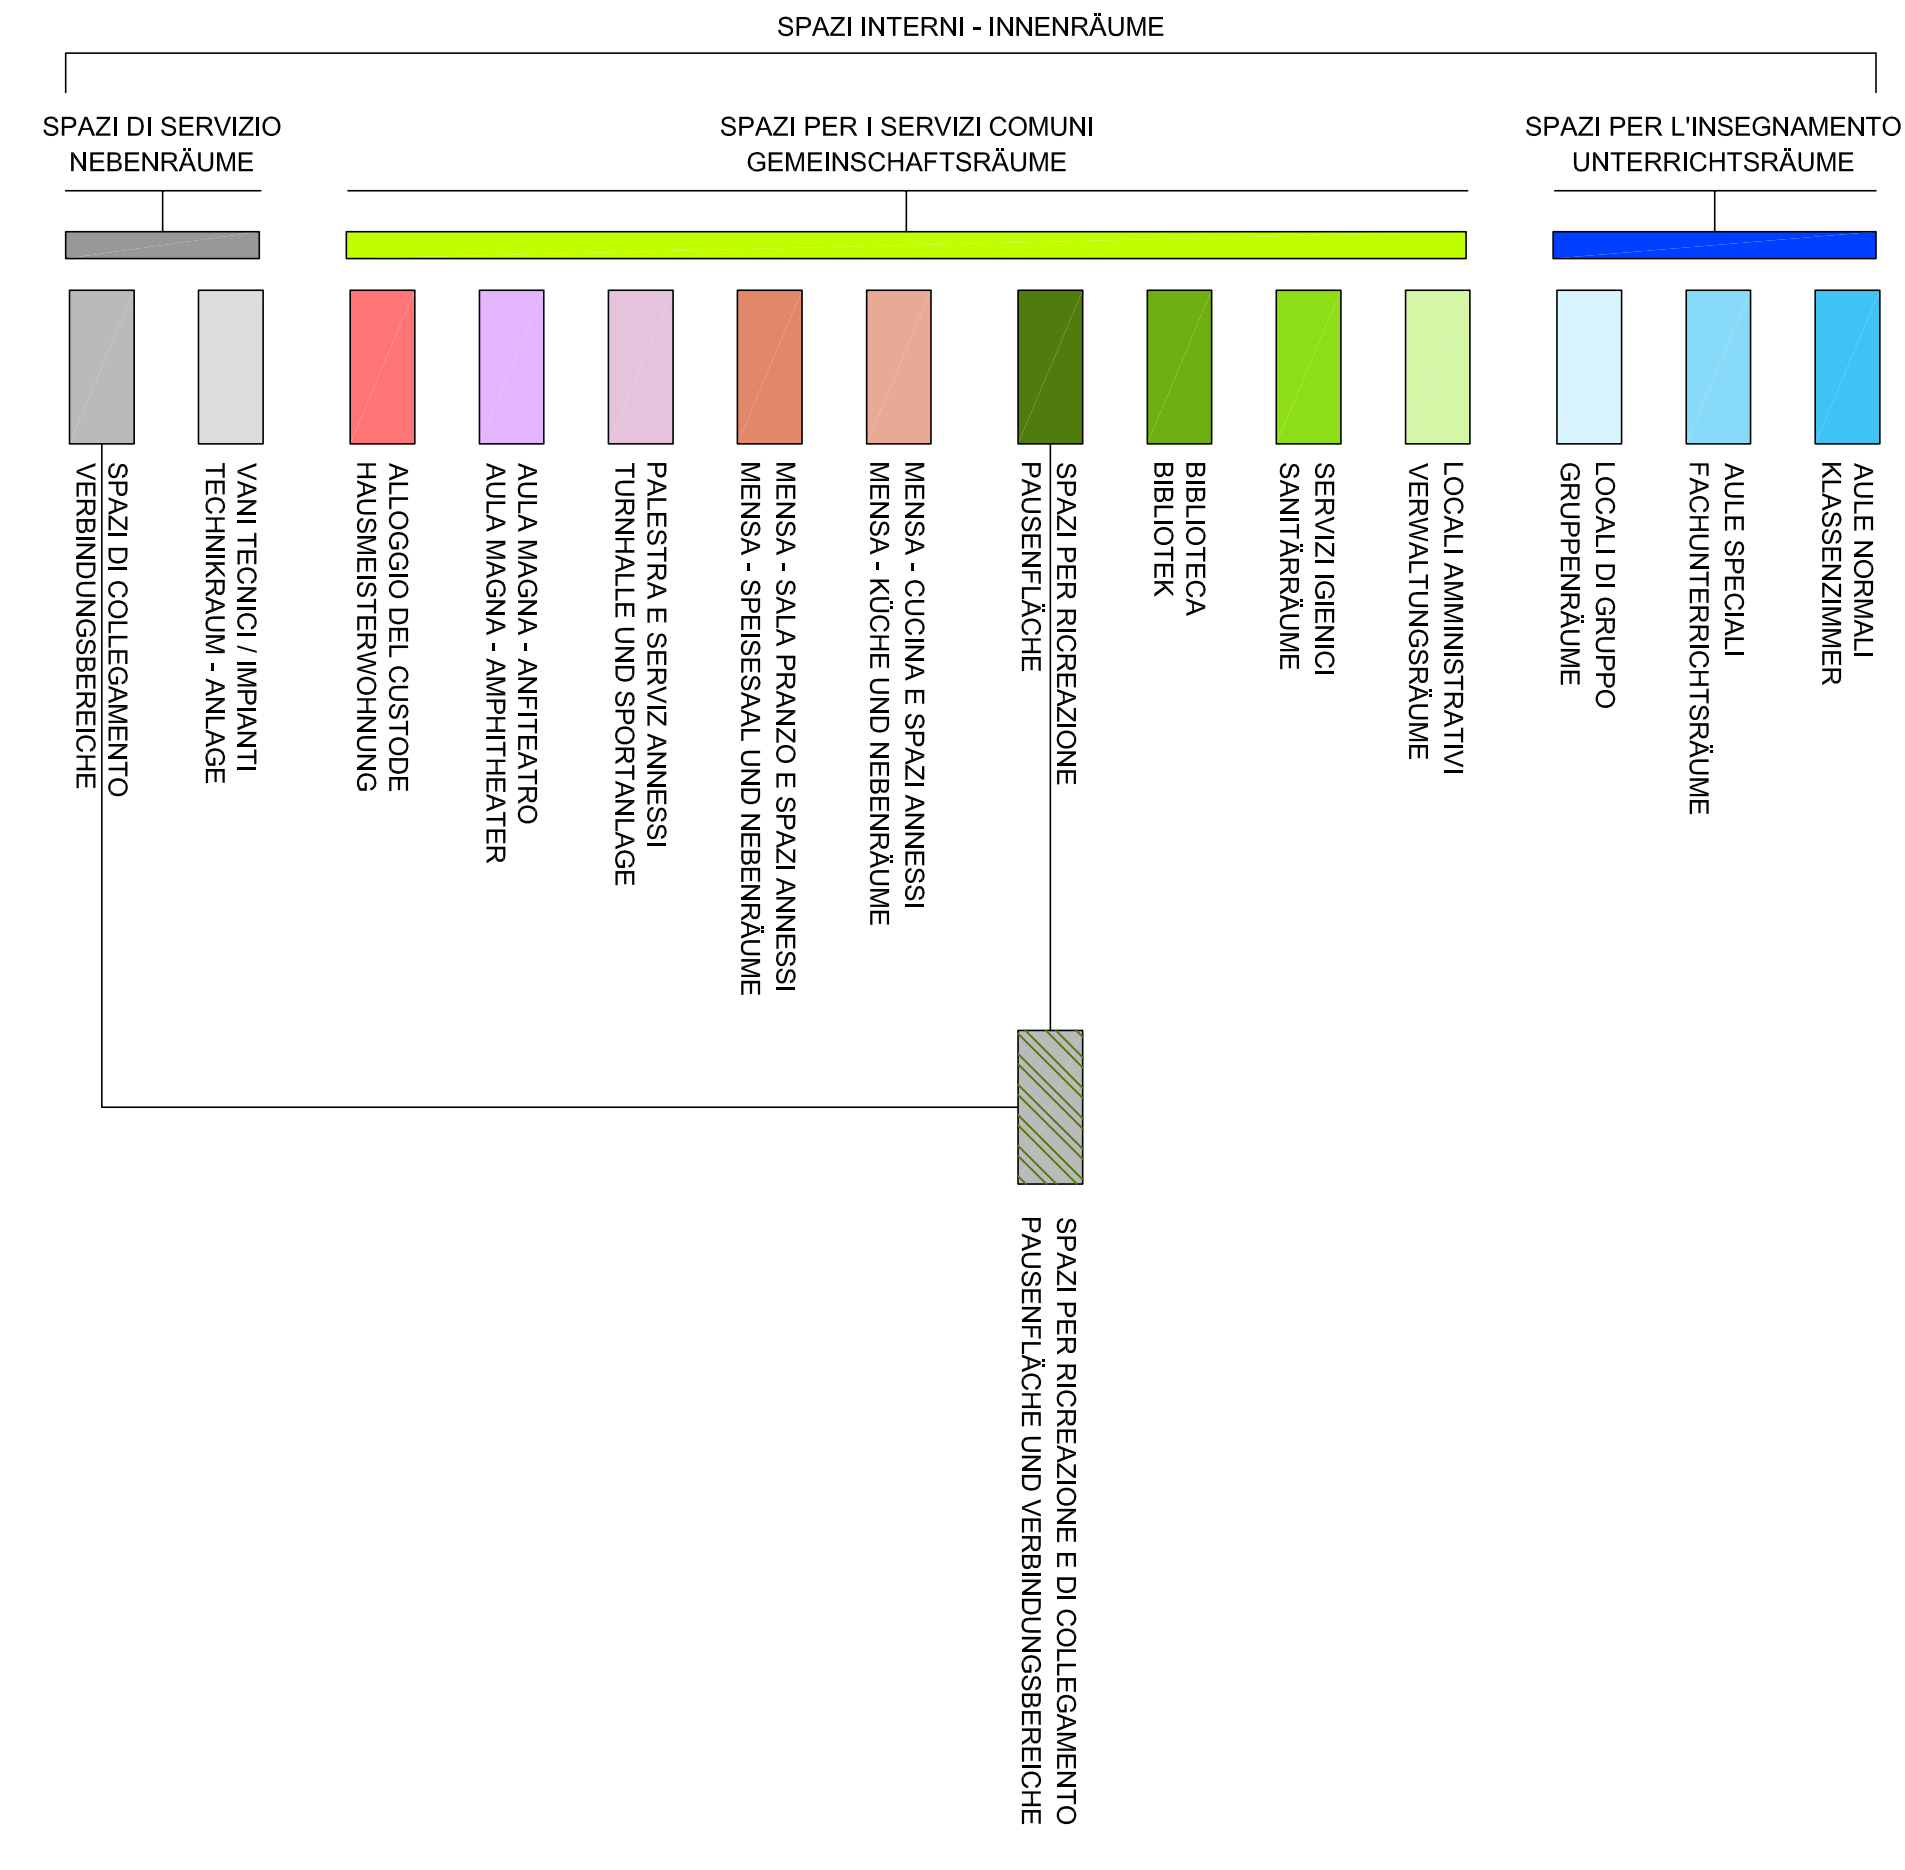 SPAZI INTERNI - INNENRÄUME
SPAZI DI SERVIZIO
NEBENRÄUME
SPAZI PER I SERVIZI COMUNI
GEMEINSCHAFTSRÄUME
SPAZI PER L'INSEGNAMENTO
UNTERRICHTSRÄUME
SPAZI DI COLLEGAMENTO
VERBINDUNGSBEREICHE
VANI TECNICI / IMPIANTI
TECHNIKRAUM - ANLAGE
ALLOGGIO DEL CUSTODE
HAUSMEISTERWOHNUNG
AULA MAGNA - ANFITEATRO
AULA MAGNA - AMPHITHEATER
PALESTRA E SERVIZ ANNESSI
TURNHALLE UND SPORTANLAGE
MENSA - SALA PRANZO E SPAZI ANNESSI
MENSA - SPEISESAAL UND NEBENRÄUME
MENSA - CUCINA E SPAZI ANNESSI
MENSA - KÜCHE UND NEBENRÄUME
SPAZI PER RICREAZIONE
PAUSENFLÄCHE
BIBLIOTECA
BIBLIOTEK
SERVIZI IGIENICI
SANITÄRRÄUME
LOCALI AMMINISTRATIVI
VERWALTUNGSRÄUME
LOCALI DI GRUPPO
GRUPPENRÄUME
AULE SPECIALI
FACHUNTERRICHTSRÄUME
AULE NORMALI
KLASSENZIMMER
SPAZI PER RICREAZIONE E DI COLLEGAMENTO
PAUSENFLÄCHE UND VERBINDUNGSBEREICHE